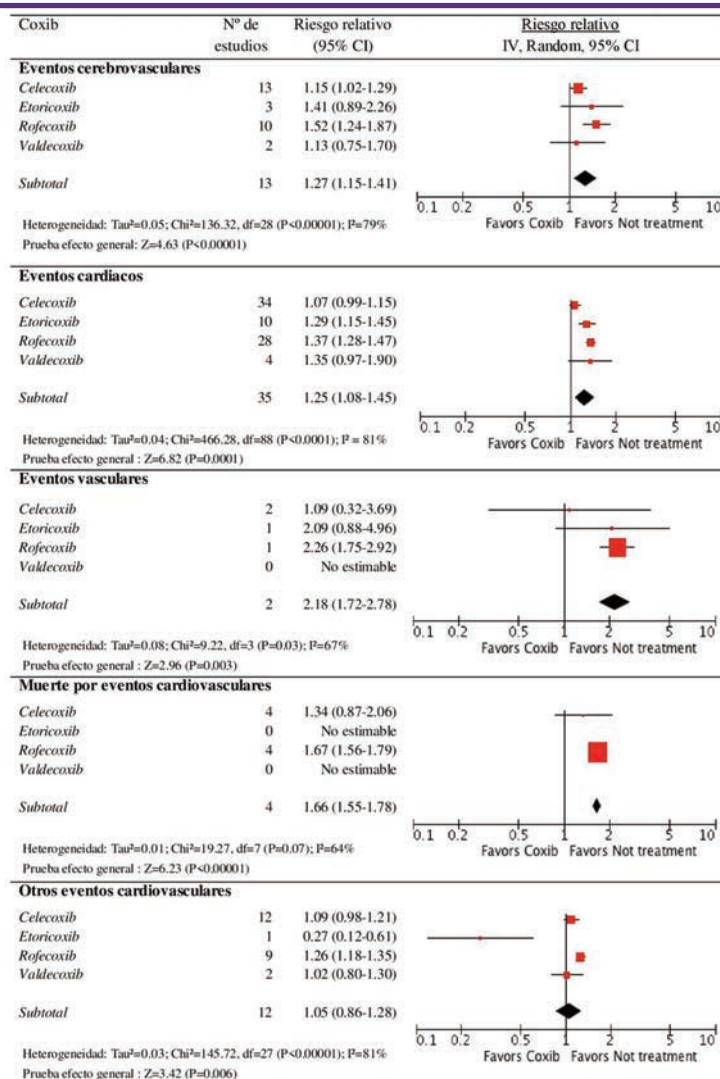 Coxib Nº de estudios Riesgo relativo (95% CI) Riesgo relativo IV, Random, 95% CI
Eventos cerebrovasculares
Celecoxib 13 1.15 (1.02-1.29)
Etoricoxib 3 1.41 (0.89-2.26)
Rofecoxib 10 1.52 (1.24-1.87)
Valdecoxib 2 1.13 (0.75-1.70)
Subtotal 13 1.27 (1.15-1.41)
0.1 0.2 0.5 1 2 5 10
Favors Coxib Favors Not treatment
Heterogeneidad: Tau²=0.05; Chi²=136.32, df=28 (P<0.00001); I²=79%
Prueba efecto general: Z=4.63 (P<0.00001)
Eventos cardiacos
Celecoxib 34 1.07 (0.99-1.15)
Etoricoxib 10 1.29 (1.15-1.45)
Rofecoxib 28 1.37 (1.28-1.47)
Valdecoxib 4 1.35 (0.97-1.90)
Subtotal 35 1.25 (1.08-1.45)
0.1 0.2 0.5 1 2 5 10
Favors Coxib Favors Not treatment
Heterogeneidad: Tau²=0.04; Chi²=466.28, df=88 (P<0.0001); I² = 81%
Prueba efecto general : Z=6.82 (P=0.0001)
Eventos vasculares
Celecoxib 2 1.09 (0.32-3.69)
Etoricoxib 1 2.09 (0.88-4.96)
Rofecoxib 1 2.26 (1.75-2.92)
Valdecoxib 0 No estimable
Subtotal 2 2.18 (1.72-2.78)
0.1 0.2 0.5 1 2 5 10
Favors Coxib Favors Not treatment
Heterogeneidad: Tau²=0.08; Chi²=9.22, df=3 (P=0.03); I²=67%
Prueba efecto general : Z=2.96 (P=0.003)
Muerte por eventos cardiovasculares
Celecoxib 4 1.34 (0.87-2.06)
Etoricoxib 0 No estimable
Rofecoxib 4 1.67 (1.56-1.79)
Valdecoxib 0 No estimable
Subtotal 4 1.66 (1.55-1.78)
0.1 0.2 0.5 1 2 5 10
Favors Coxib Favors Not treatment
Heterogeneidad: Tau²=0.01; Chi²=19.27, df=7 (P=0.07); I²=64%
Prueba efecto general : Z=6.23 (P<0.00001)
Otros eventos cardiovasculares
Celecoxib 12 1.09 (0.98-1.21)
Etoricoxib 1 0.27 (0.12-0.61)
Rofecoxib 9 1.26 (1.18-1.35)
Valdecoxib 2 1.02 (0.80-1.30)
Subtotal 12 1.05 (0.86-1.28)
0.1 0.2 0.5 1 2 5 10
Favors Coxib Favors Not treatment
Heterogeneidad: Tau²=0.03; Chi²=145.72, df=27 (P<0.00001); I²=81%
Prueba efecto general : Z=3.42 (P=0.006)